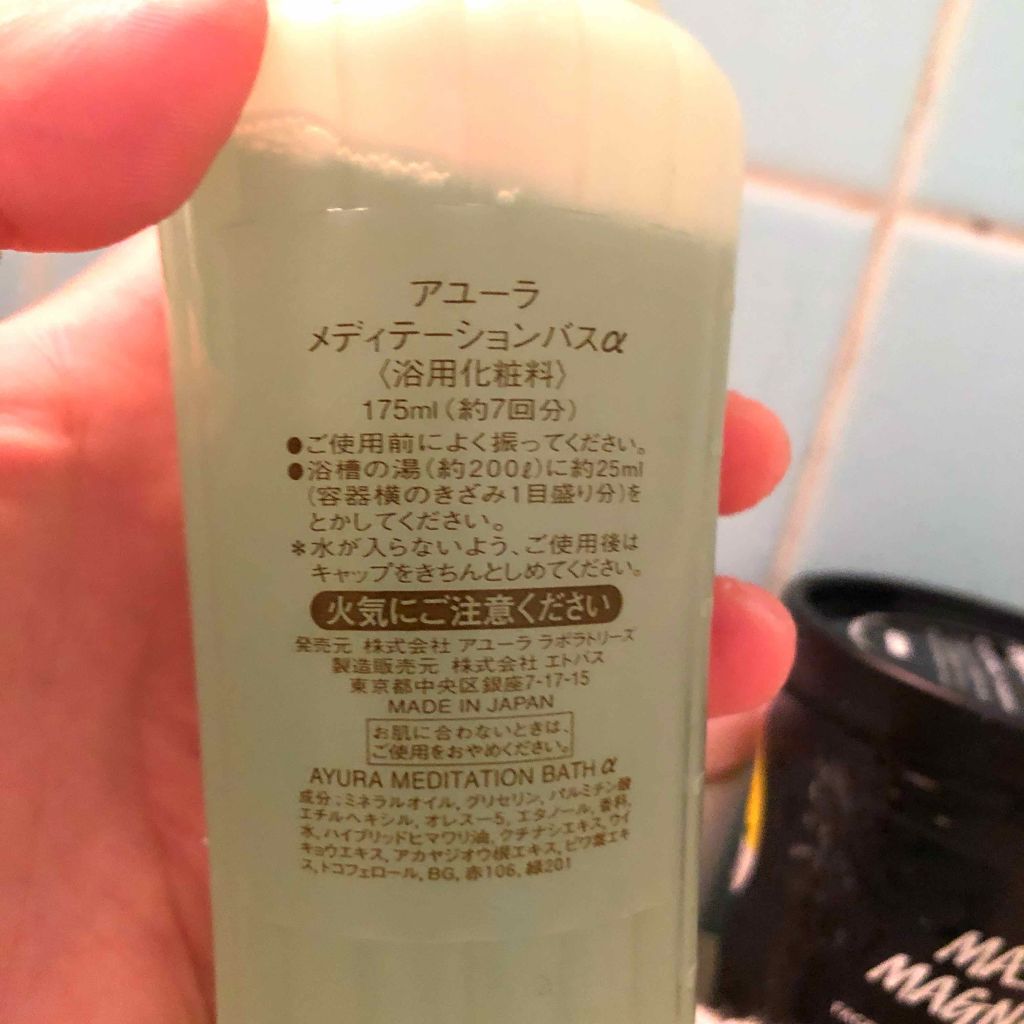 アユーラ
メディテーションバスα
〈浴用化粧料〉
175ml(約7回分)
●ご使用前によく振ってください。
●浴槽の湯(約200ℓ)に約25ml
(容器横のきざみ1目盛り分)を
とかしてください。
*水が入らないよう、ご使用後は
キャップをきちんとしめてください。
火気にご注意ください
発売元 株式会社 アユーラ ラボラトリーズ
製造販売元 株式会社 エトバス
東京都中央区銀座7-17-15
MADE IN JAPAN
お肌に合わないときは、
ご使用をおやめください。
AYURA MEDITATION BATH α
成分:ミネラルオイル, グリセリン, パルミチン酸
エチルヘキシル, オレスー5, エタノール, 香料,
水, ハイブリッドヒマワリ油, クチナシエキス, ウイ
キョウエキス, アカヤジオウ根エキス, ビワ葉エキ
ス, トコフェロール, BG, 赤106, 緑201
MAGN